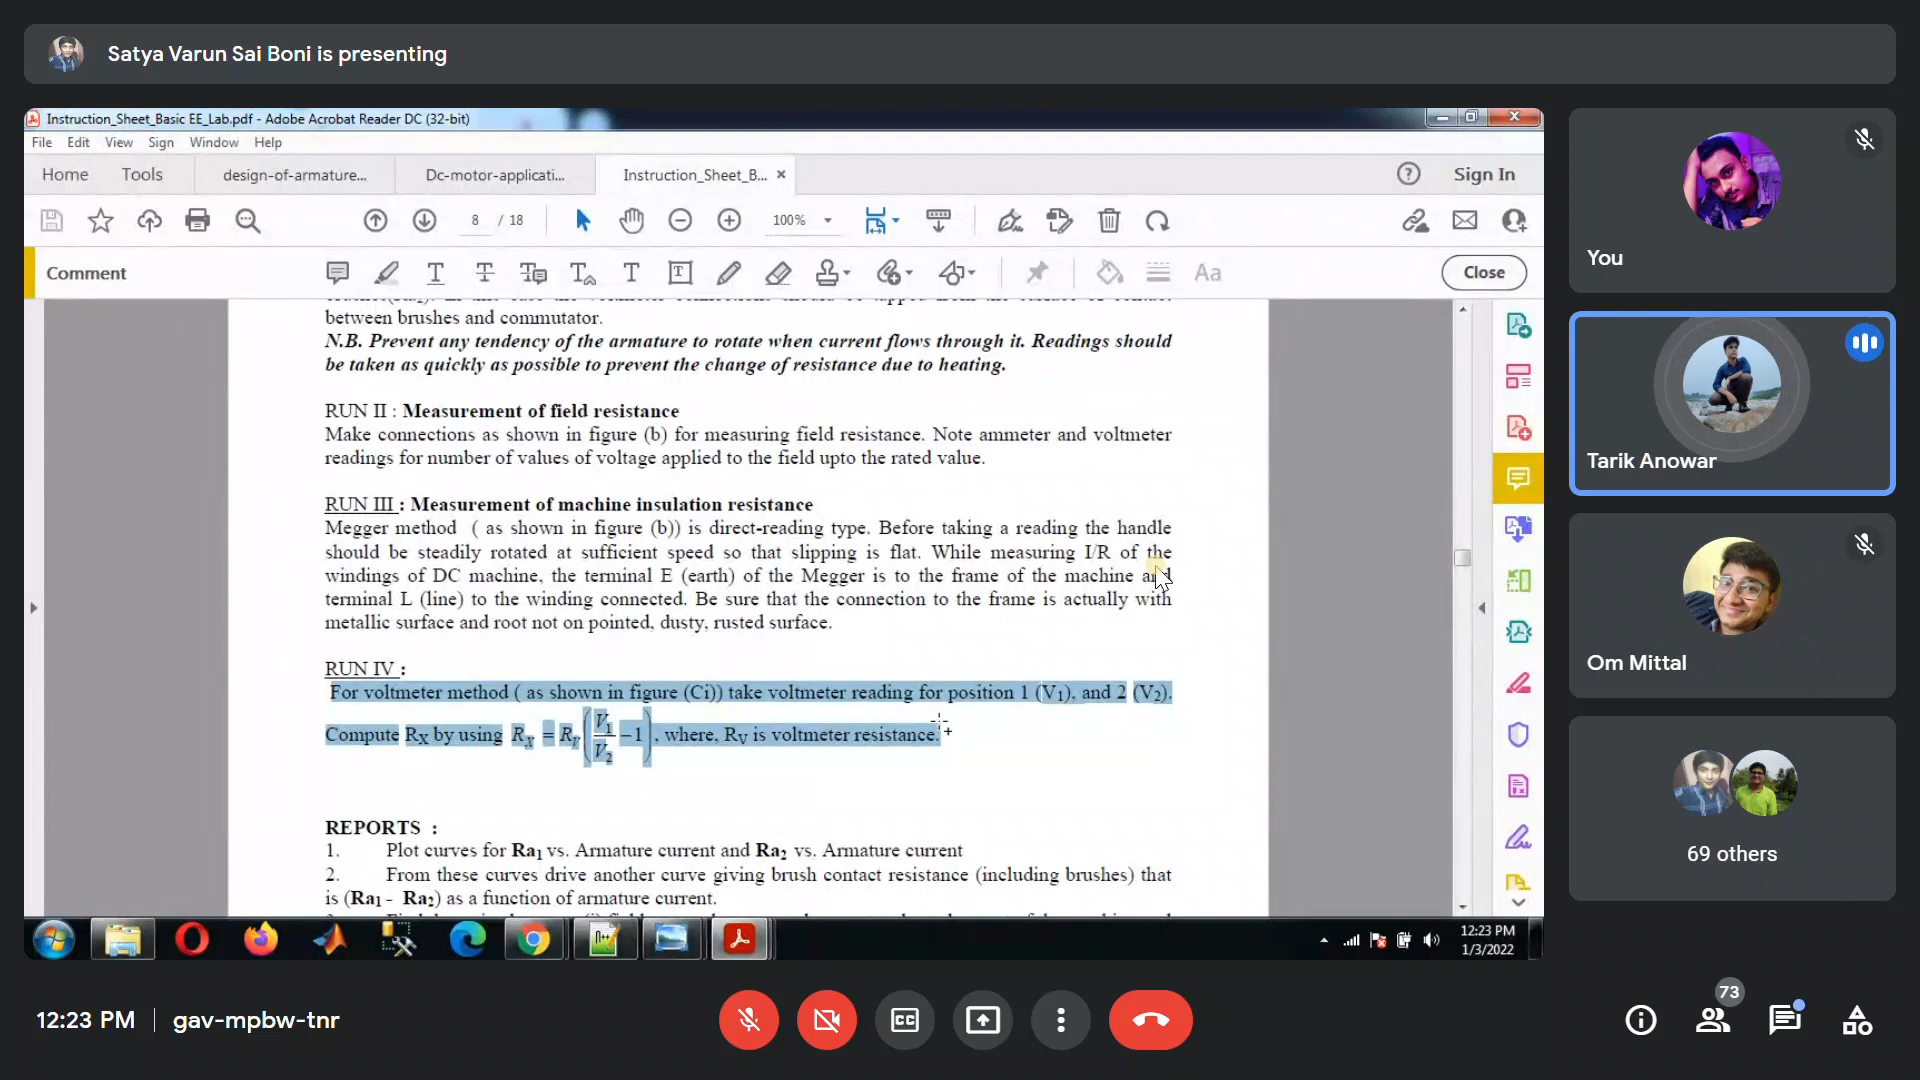 Satya Varun Sai Boni is presenting
Instruction_Sheet_Basic EE_Lab.pdf - Adobe Acrobat Reader DC (32-bit)
File Edit View Sign Window Help
Home Tools design-of-armature... Dc-motor-applicati... Instruction_Sheet_B... × Sign In
8 / 18 100%
Comment Aa Close
between brushes and commutator.
N.B. Prevent any tendency of the armature to rotate when current flows through it. Readings should
be taken as quickly as possible to prevent the change of resistance due to heating.
RUN II : Measurement of field resistance
Make connections as shown in figure (b) for measuring field resistance. Note ammeter and voltmeter
readings for number of values of voltage applied to the field upto the rated value.
RUN III : Measurement of machine insulation resistance
Megger method ( as shown in figure (b)) is direct-reading type. Before taking a reading the handle
should be steadily rotated at sufficient speed so that slipping is flat. While measuring I/R of the
windings of DC machine, the terminal E (earth) of the Megger is to the frame of the machine and
terminal L (line) to the winding connected. Be sure that the connection to the frame is actually with
metallic surface and root not on pointed, dusty, rusted surface.
RUN IV :
For voltmeter method ( as shown in figure (Ci)) take voltmeter reading for position 1 (V1), and 2 (V2).
Compute RX by using R_X = R_V (V_1/V_2 −1), where, RV is voltmeter resistance.
REPORTS :
1. Plot curves for Ra1 vs. Armature current and Ra2 vs. Armature current
2. From these curves drive another curve giving brush contact resistance (including brushes) that
is (Ra1 - Ra2) as a function of armature current.
12:23 PM
1/3/2022
You
Tarik Anowar
Om Mittal
69 others
12:23 PM gav-mpbw-tnr
73